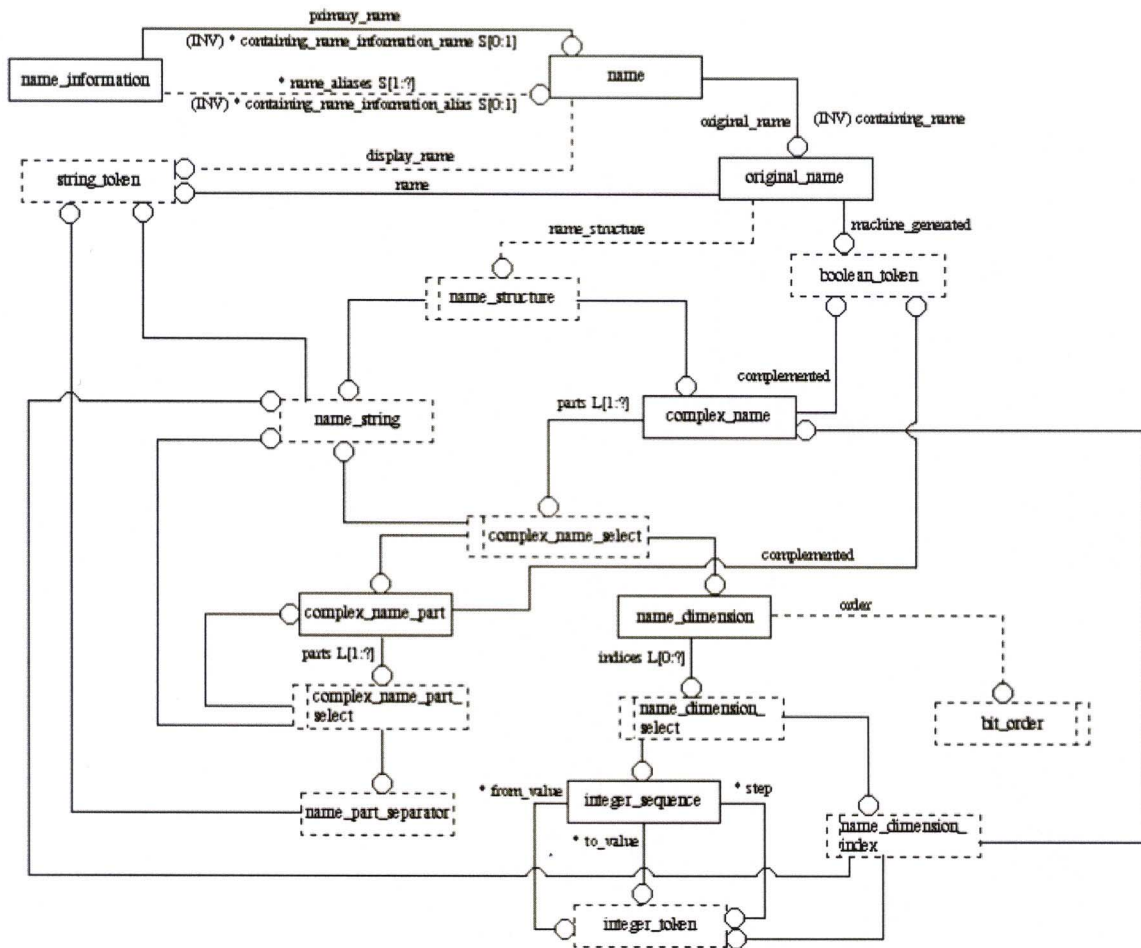 primary_name
(INV) * containing_name_information_name S[0:1]
name_information
name
* name_aliases S[1:?]
(INV) * containing_name_information_alias S[0:1]
original_name
(INV) containing_name
display_name
string_token
name
original_name
name_structure
machine_generated
boolean_token
name_structure
complemented
parts L[1:?]
complex_name
name_string
complex_name_select
complemented
complex_name_part
name_dimension
order
parts L[1:?]
indices L[0:?]
complex_name_part_
select
name_dimension_
select
bit_order
* from_value
integer_sequence
* step
name_part_separator
* to_value
name_dimension_
index
integer_token